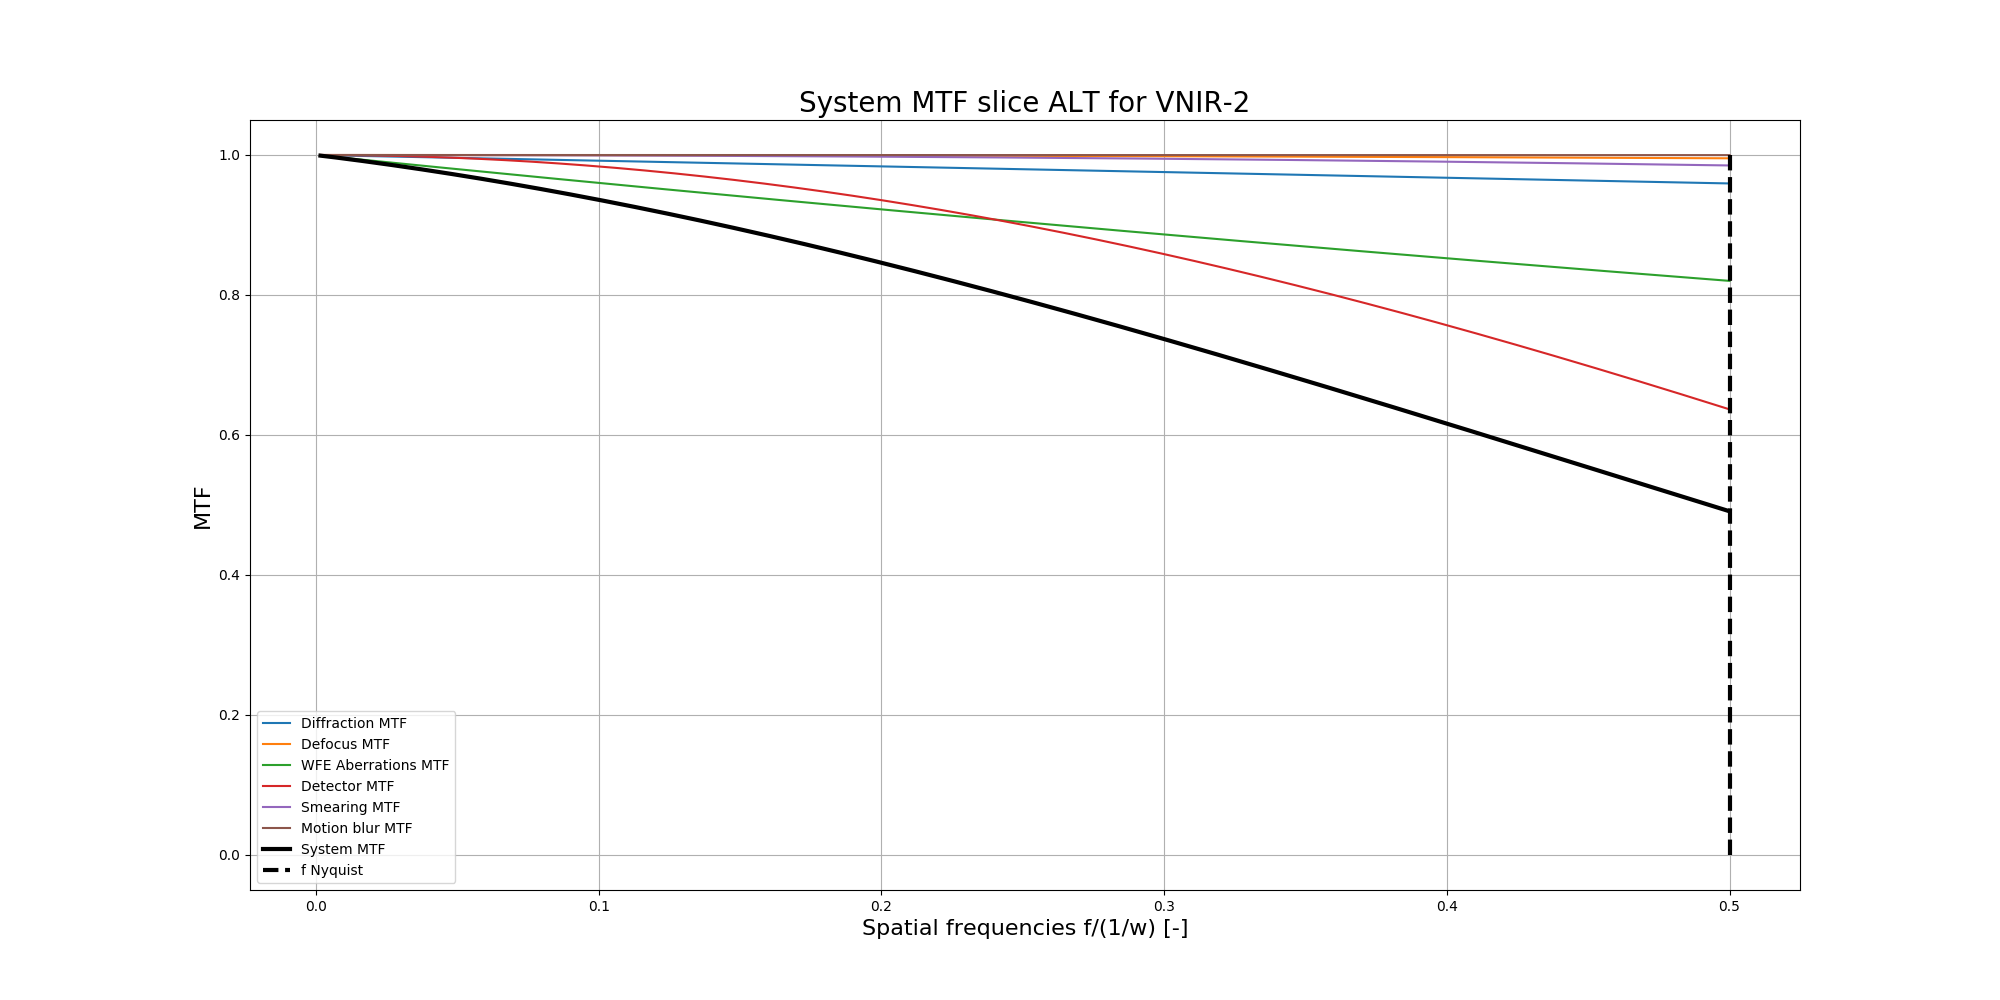 System MTF slice ALT for VNIR-2
MTF
1.0
0.8
0.6
0.4
0.2
0.0
Diffraction MTF
Defocus MTF
WFE Aberrations MTF
Detector MTF
Smearing MTF
Motion blur MTF
System MTF
f Nyquist
0.0 0.1 0.2 0.3 0.4 0.5
Spatial frequencies f/(1/w) [-]